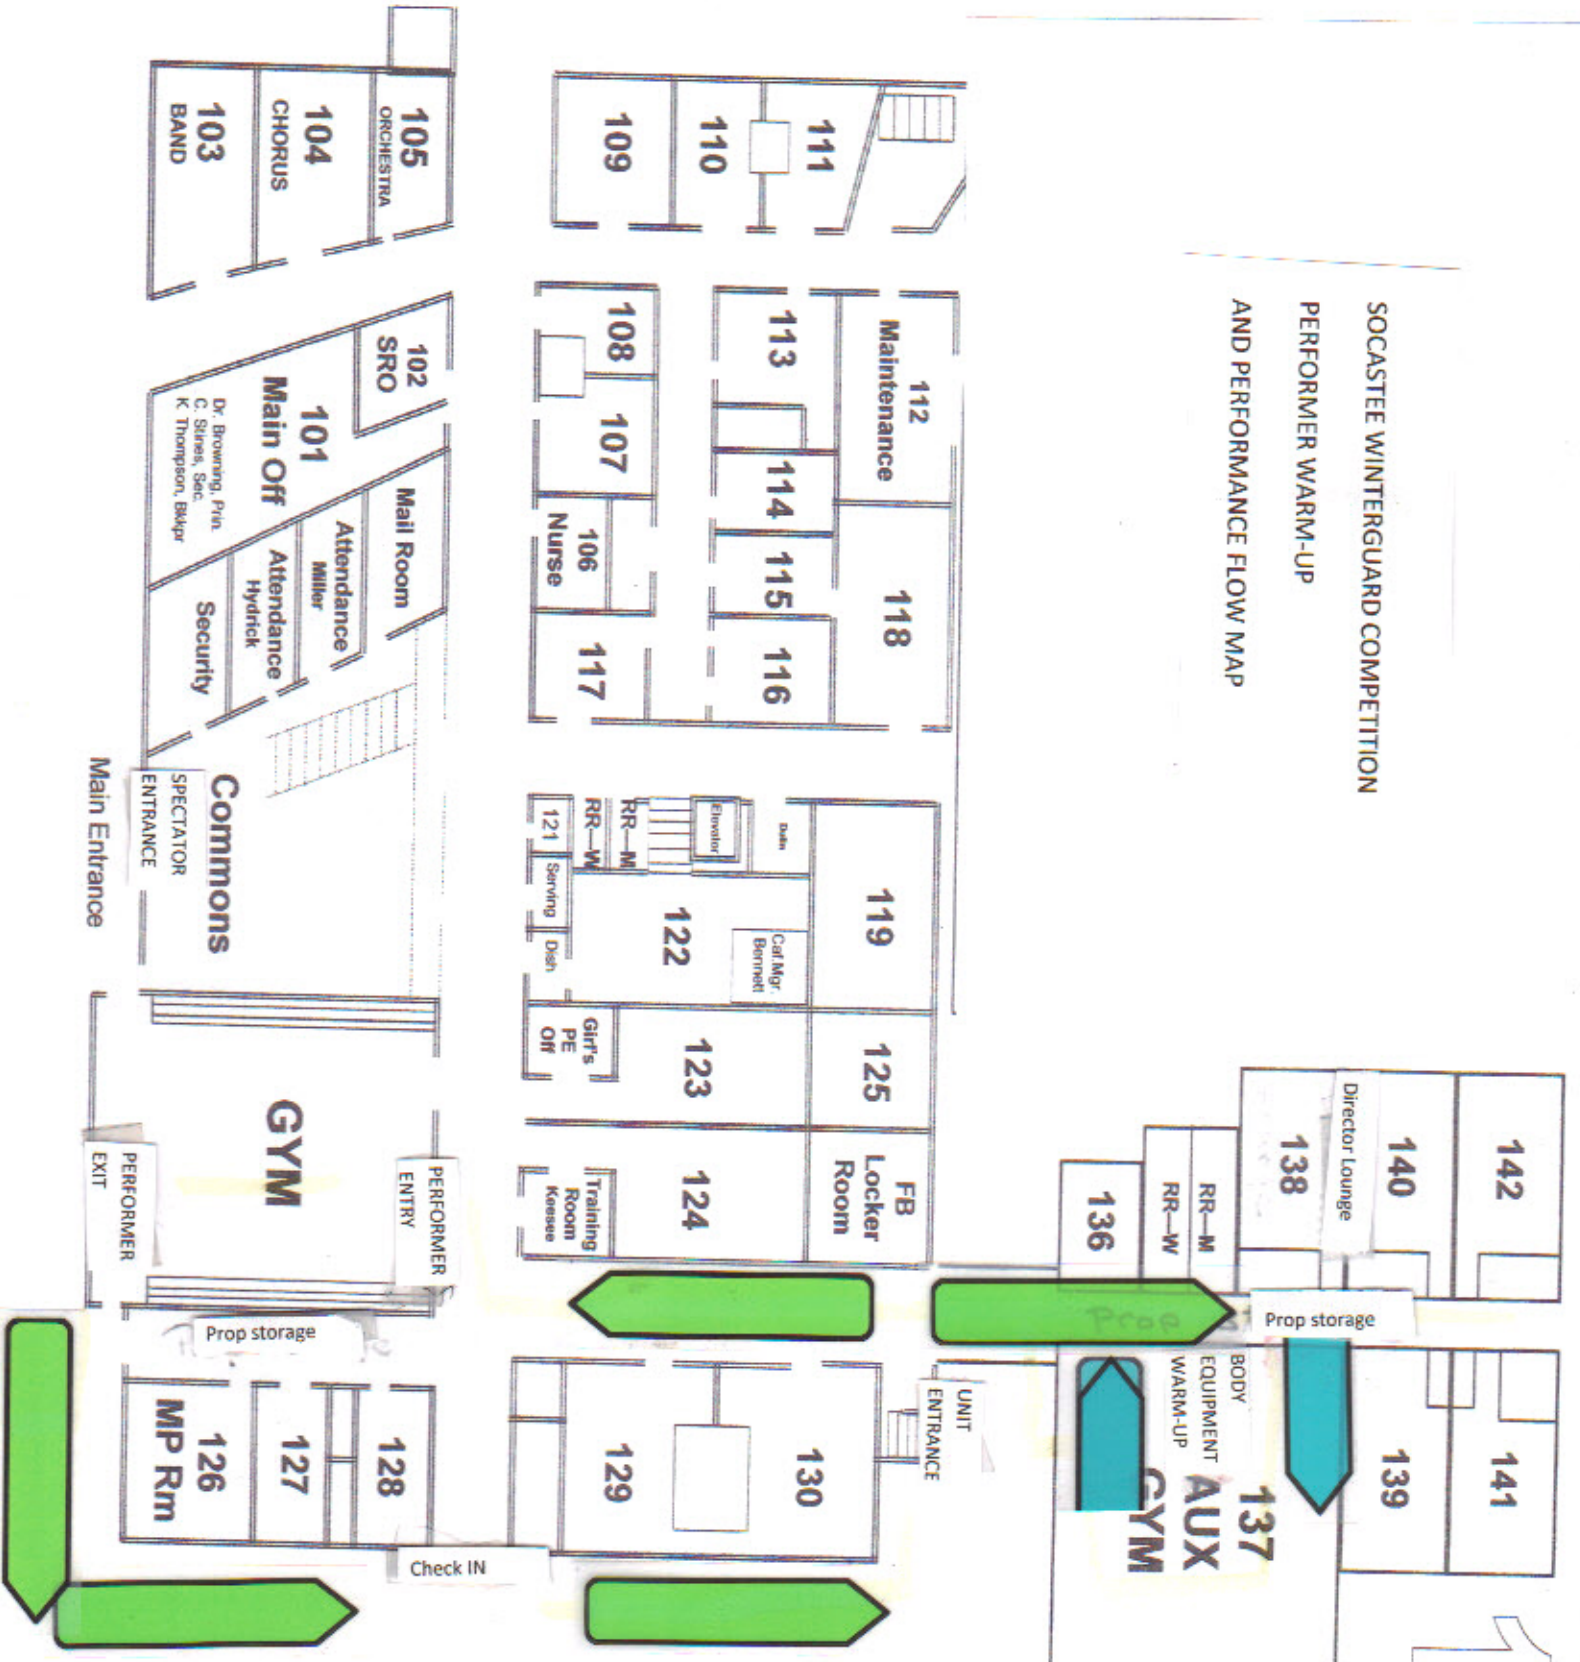 SOCASTEE WINTERGUARD COMPETITION
PERFORMER WARM-UP
AND PERFORMANCE FLOW MAP
142
140
Director Lounge
138
RR—M
RR—W
136
Prop storage
141
139
137
AUX
GYM
BODY
EQUIPMENT
WARM-UP
UNIT
ENTRANCE
111
110
109
112
Maintenance
113
114
115
116
118
108
107
106
Nurse
117
119
Elevator
RR—M
RR—W
121
Serving
Dish
122
Caf.Mgr.
Bennett
125
123
Girl's
PE
Off
FB
Locker
Room
124
Training
Room
Keesee
130
129
105
ORCHESTRA
104
CHORUS
103
BAND
102
SRO
101
Main Off
Dr. Browning, Prin.
C. Stines, Sec.
K. Thompson, Bkkpr
Mail Room
Attendance
Miller
Attendance
Hydrick
Security
Commons
SPECTATOR
ENTRANCE
Main Entrance
GYM
PERFORMER
ENTRY
PERFORMER
EXIT
Prop storage
128
127
126
MP Rm
Check IN